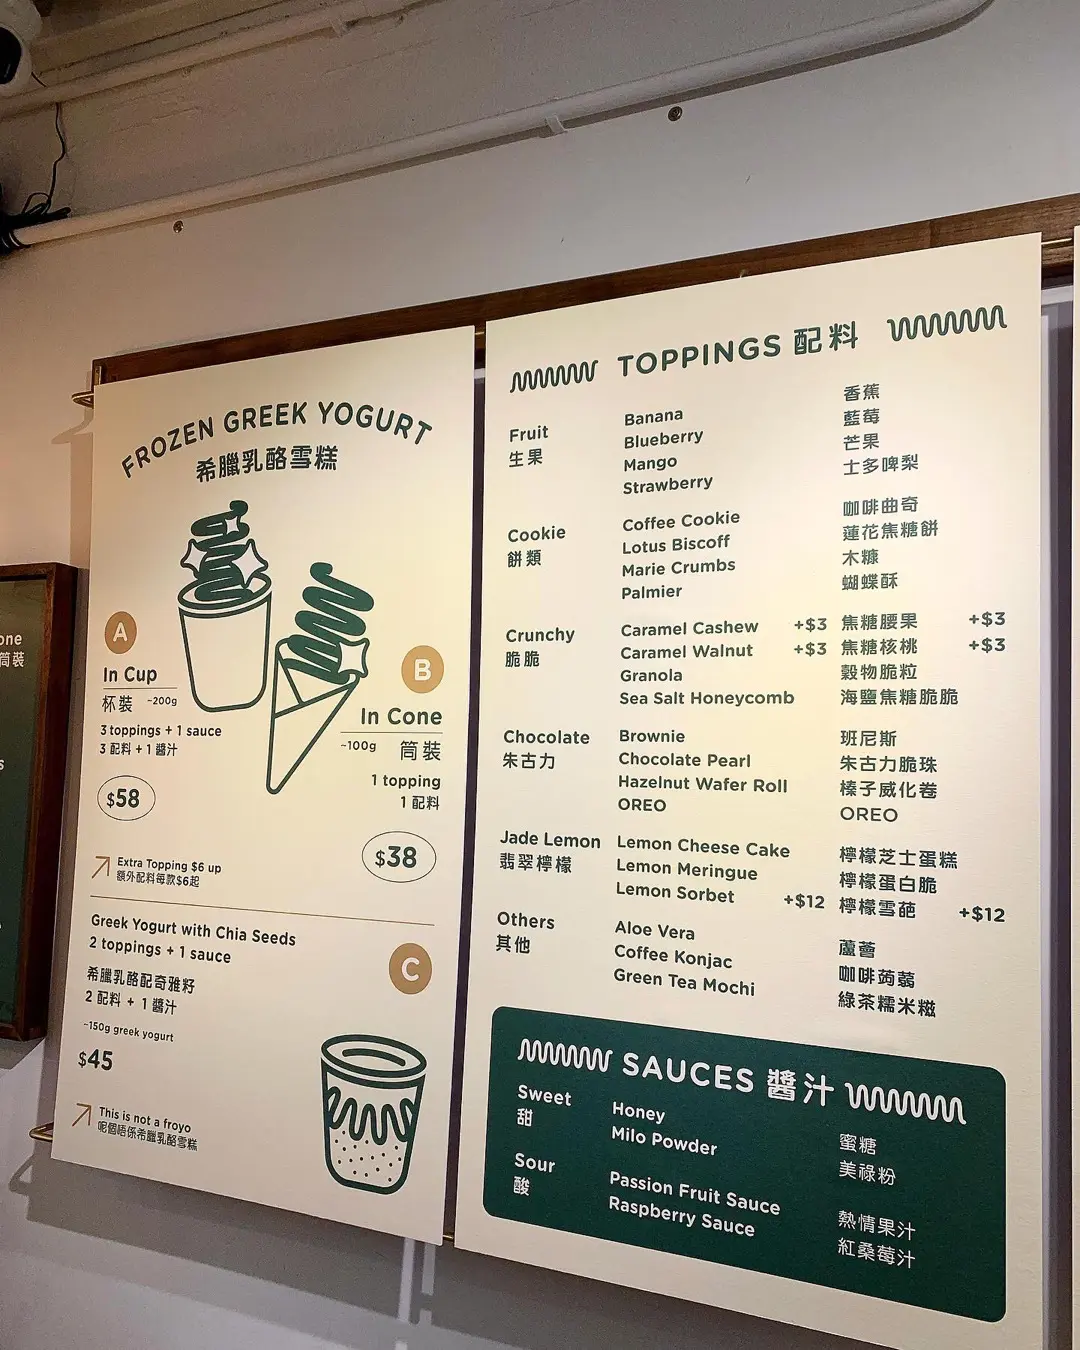 one
筒裝
s
FROZEN GREEK YOGURT
希臘乳酪雪糕
A
In Cup
杯裝 ~200g
3 toppings + 1 sauce
3 配料 + 1 醬汁
$58
B
In Cone
~100g 筒裝
1 topping
1 配料
$38
Extra Topping $6 up
額外配料每款$6起
Greek Yogurt with Chia Seeds
2 toppings + 1 sauce
希臘乳酪配奇雅籽
2 配料 + 1 醬汁
~150g greek yogurt
$45
C
This is not a froyo
呢個唔係希臘乳酪雪糕
TOPPINGS 配料
Fruit
生果
Banana 香蕉
Blueberry 藍莓
Mango 芒果
Strawberry 士多啤梨
Cookie
餅類
Coffee Cookie 咖啡曲奇
Lotus Biscoff 蓮花焦糖餅
Marie Crumbs 木糠
Palmier 蝴蝶酥
Crunchy
脆脆
Caramel Cashew +$3 焦糖腰果 +$3
Caramel Walnut +$3 焦糖核桃 +$3
Granola 穀物脆粒
Sea Salt Honeycomb 海鹽焦糖脆脆
Chocolate
朱古力
Brownie 班尼斯
Chocolate Pearl 朱古力脆珠
Hazelnut Wafer Roll 榛子威化卷
OREO OREO
Jade Lemon
翡翠檸檬
Lemon Cheese Cake 檸檬芝士蛋糕
Lemon Meringue 檸檬蛋白脆
Lemon Sorbet +$12 檸檬雪葩 +$12
Others
其他
Aloe Vera 蘆薈
Coffee Konjac 咖啡蒟蒻
Green Tea Mochi 綠茶糯米糍
SAUCES 醬汁
Sweet
甜
Honey 蜜糖
Milo Powder 美祿粉
Sour
酸
Passion Fruit Sauce 熱情果汁
Raspberry Sauce 紅桑莓汁